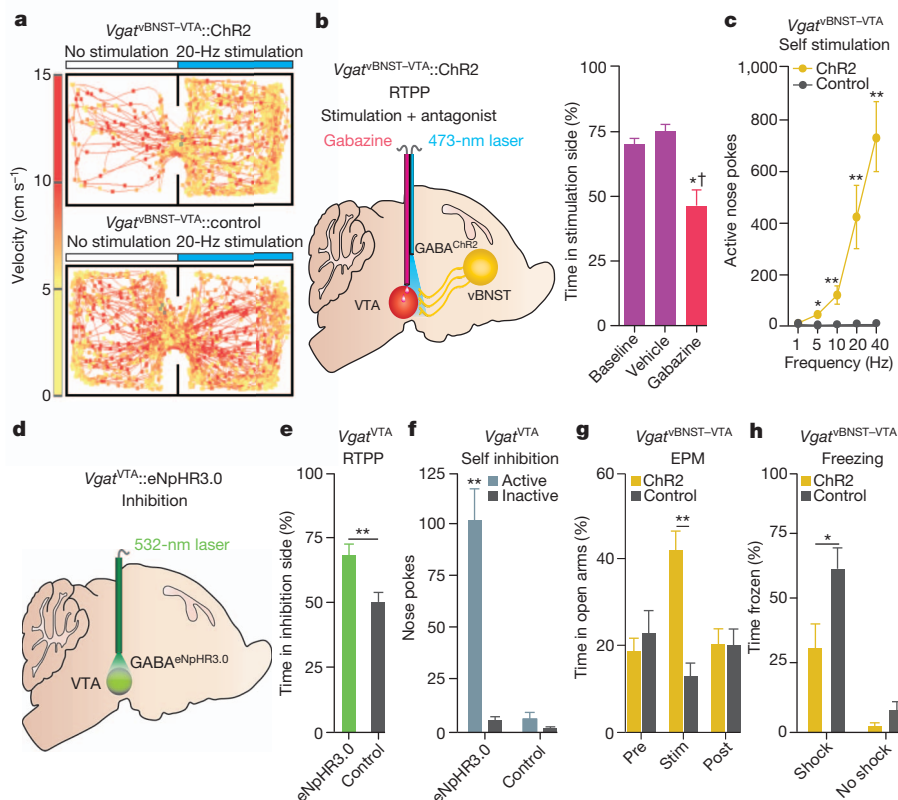 a
Vgat^vBNST–VTA::ChR2
No stimulation 20-Hz stimulation
15
10
5
0
Velocity (cm s⁻¹)
Vgat^vBNST–VTA::control
No stimulation 20-Hz stimulation
b
Vgat^vBNST–VTA::ChR2
RTPP
Stimulation + antagonist
Gabazine 473-nm laser
GABA^ChR2
VTA
vBNST
Time in stimulation side (%)
100
75
50
25
0
*†
Baseline
Vehicle
Gabazine
c
Vgat^vBNST–VTA
Self stimulation
ChR2
Control
Active nose pokes
1,000
800
600
400
200
0
*
**
**
**
1 5 10 20 40
Frequency (Hz)
d
Vgat^VTA::eNpHR3.0
Inhibition
532-nm laser
GABA^eNpHR3.0
VTA
e
Vgat^VTA
RTPP
Time in inhibition side (%)
100
75
50
25
0
**
eNpHR3.0
Control
f
Vgat^VTA
Self inhibition
Active
Inactive
Nose pokes
125
100
75
50
25
0
**
eNpHR3.0
Control
g
Vgat^vBNST–VTA
EPM
ChR2
Control
Time in open arms (%)
60
40
20
0
**
Pre
Stim
Post
h
Vgat^vBNST–VTA
Freezing
ChR2
Control
Time frozen (%)
100
75
50
25
0
*
Shock
No shock